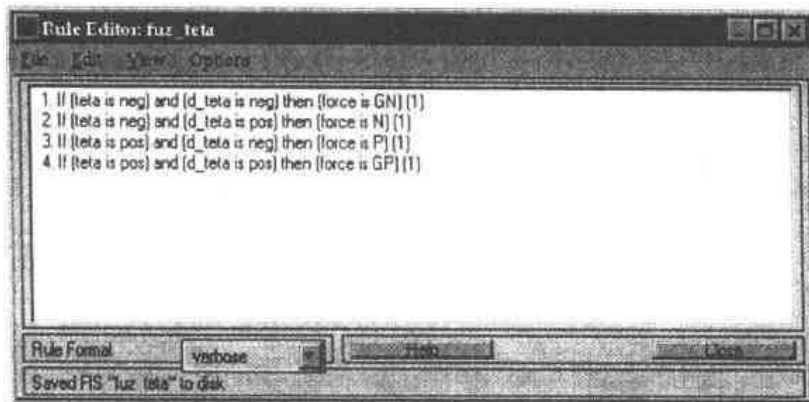 Rule Editor: fuz_teta
File Edit View Options
1. If (teta is neg) and (d_teta is neg) then (force is GN) (1)
2. If (teta is neg) and (d_teta is pos) then (force is N) (1)
3. If (teta is pos) and (d_teta is neg) then (force is P) (1)
4. If (teta is pos) and (d_teta is pos) then (force is GP) (1)
Rule Format verbose Help Close
Saved FIS "fuz_teta" to disk